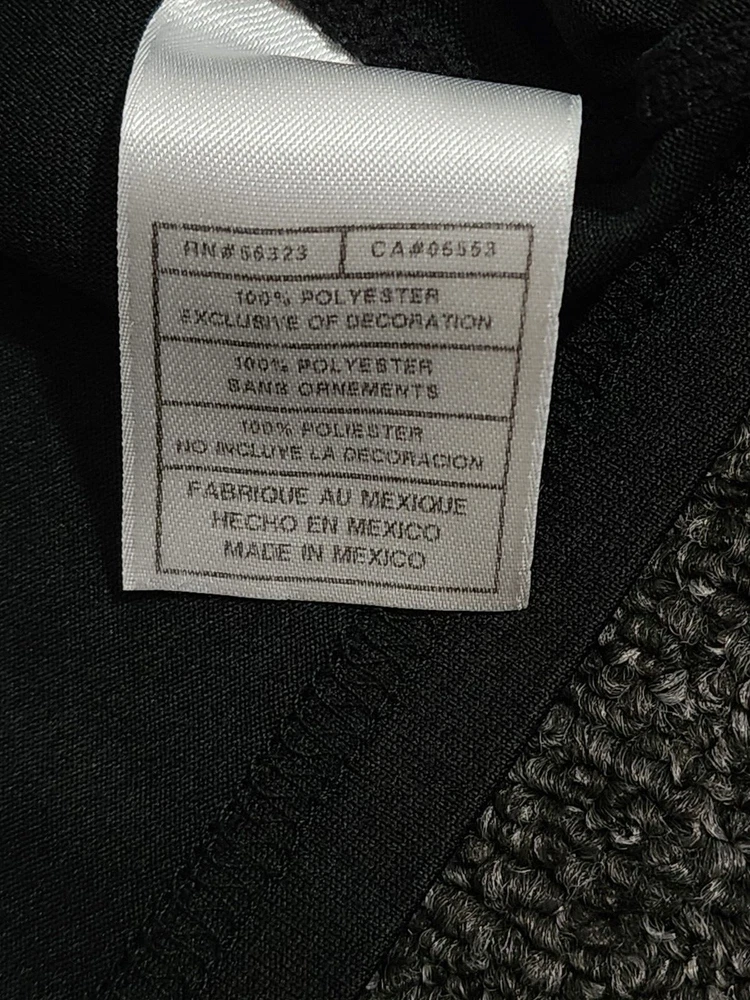 RN#56323 CA#06553
100% POLYESTER
EXCLUSIVE OF DECORATION
100% POLYESTER
SANS ORNEMENTS
100% POLIESTER
NO INCLUYE LA DECORACION
FABRIQUE AU MEXIQUE
HECHO EN MEXICO
MADE IN MEXICO